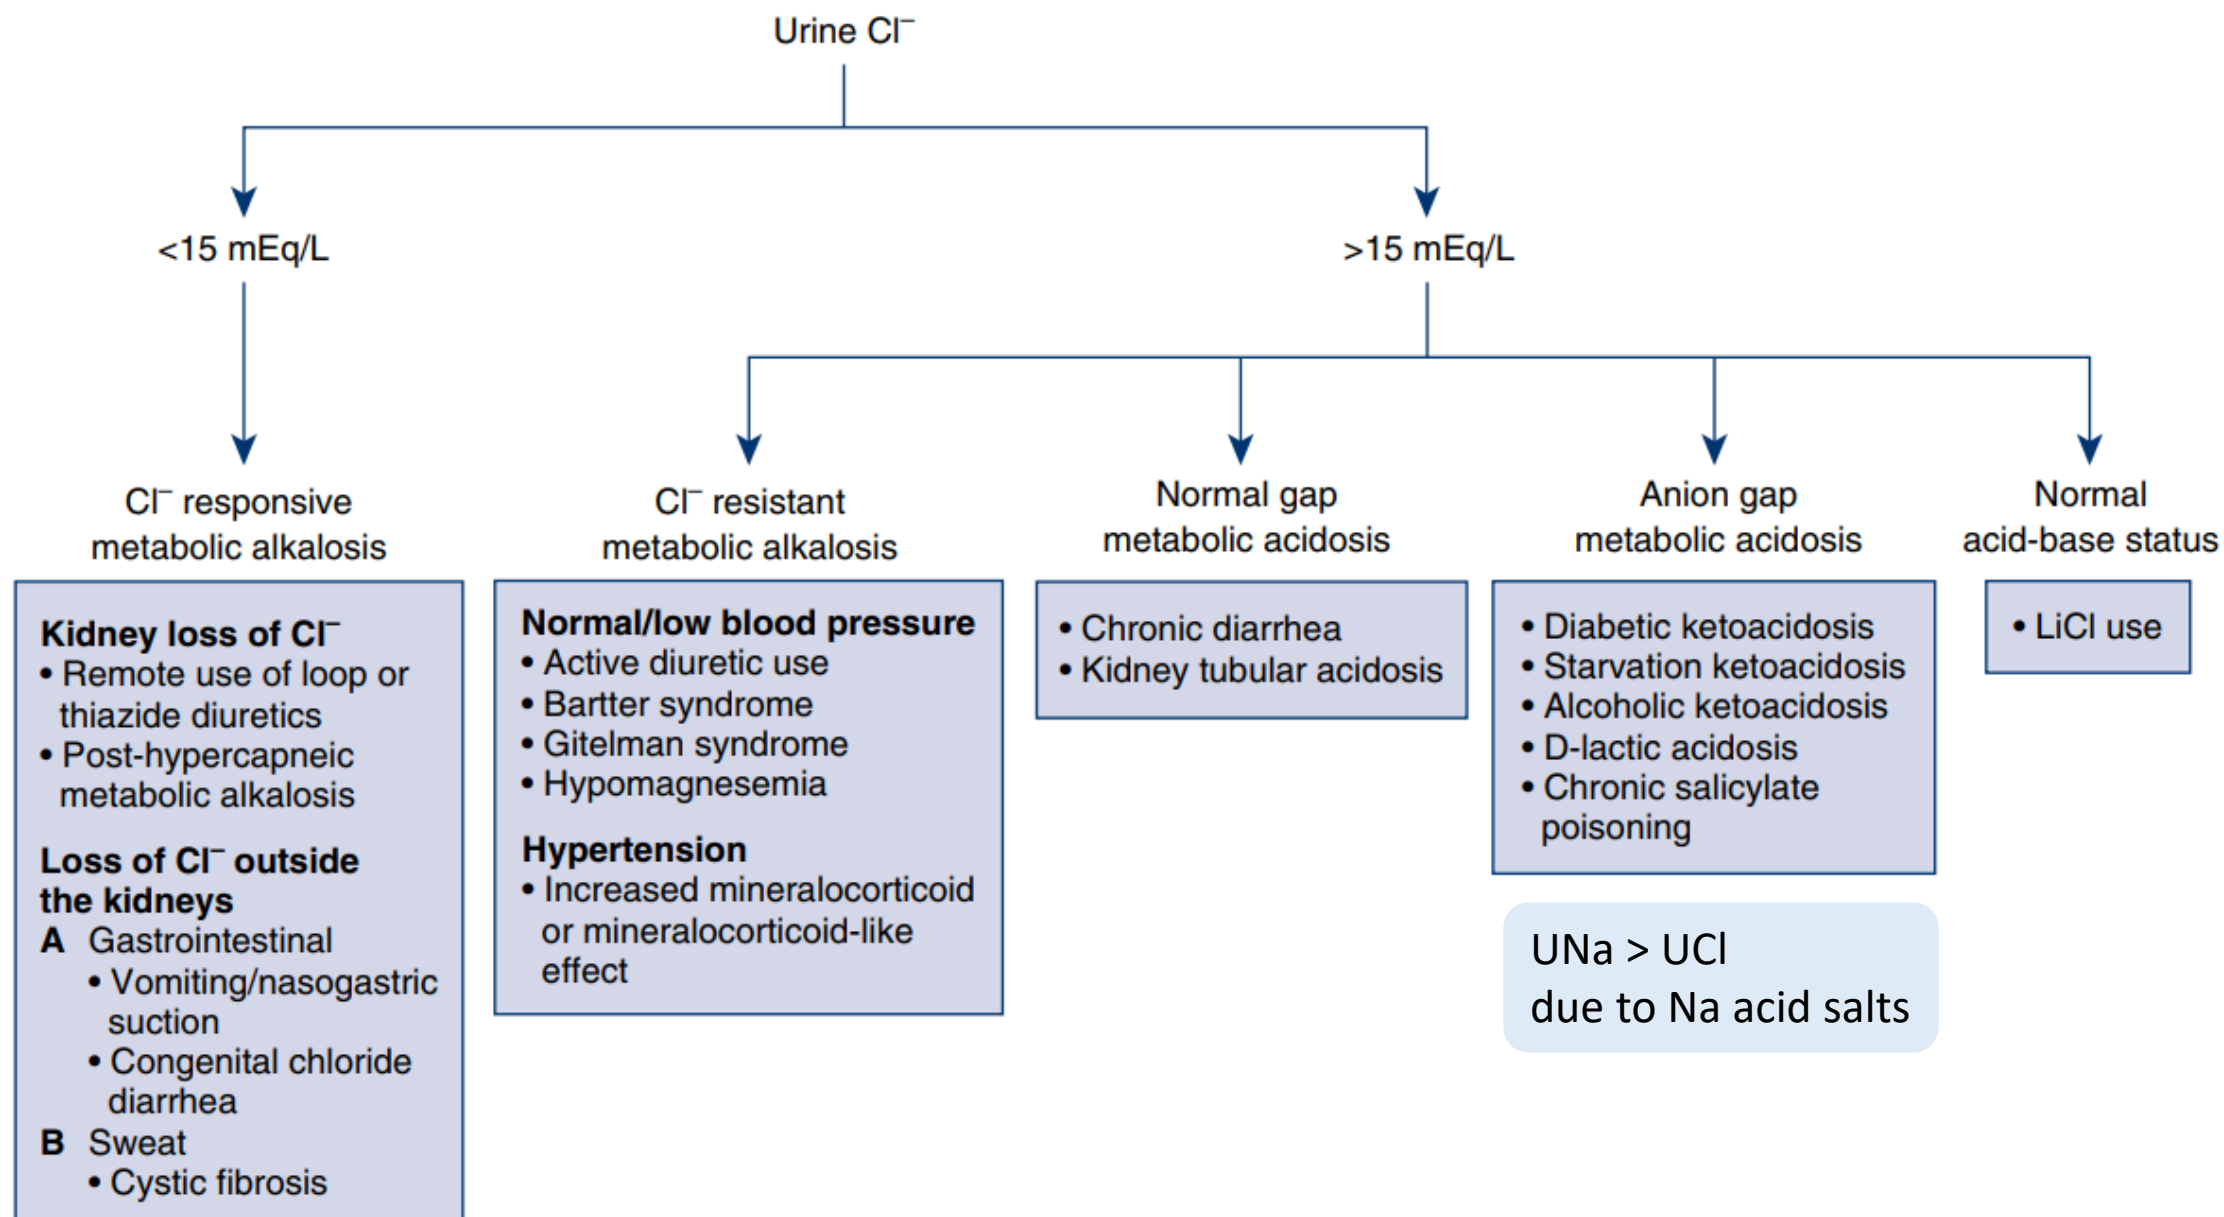 Urine Cl⁻
<15 mEq/L
>15 mEq/L
Cl⁻ responsive
metabolic alkalosis
Kidney loss of Cl⁻
• Remote use of loop or
thiazide diuretics
• Post-hypercapneic
metabolic alkalosis
Loss of Cl⁻ outside
the kidneys
A Gastrointestinal
• Vomiting/nasogastric
suction
• Congenital chloride
diarrhea
B Sweat
• Cystic fibrosis
Cl⁻ resistant
metabolic alkalosis
Normal/low blood pressure
• Active diuretic use
• Bartter syndrome
• Gitelman syndrome
• Hypomagnesemia
Hypertension
• Increased mineralocorticoid
or mineralocorticoid-like
effect
Normal gap
metabolic acidosis
• Chronic diarrhea
• Kidney tubular acidosis
Anion gap
metabolic acidosis
• Diabetic ketoacidosis
• Starvation ketoacidosis
• Alcoholic ketoacidosis
• D-lactic acidosis
• Chronic salicylate
poisoning
UNa > UCl
due to Na acid salts
Normal
acid-base status
• LiCl use